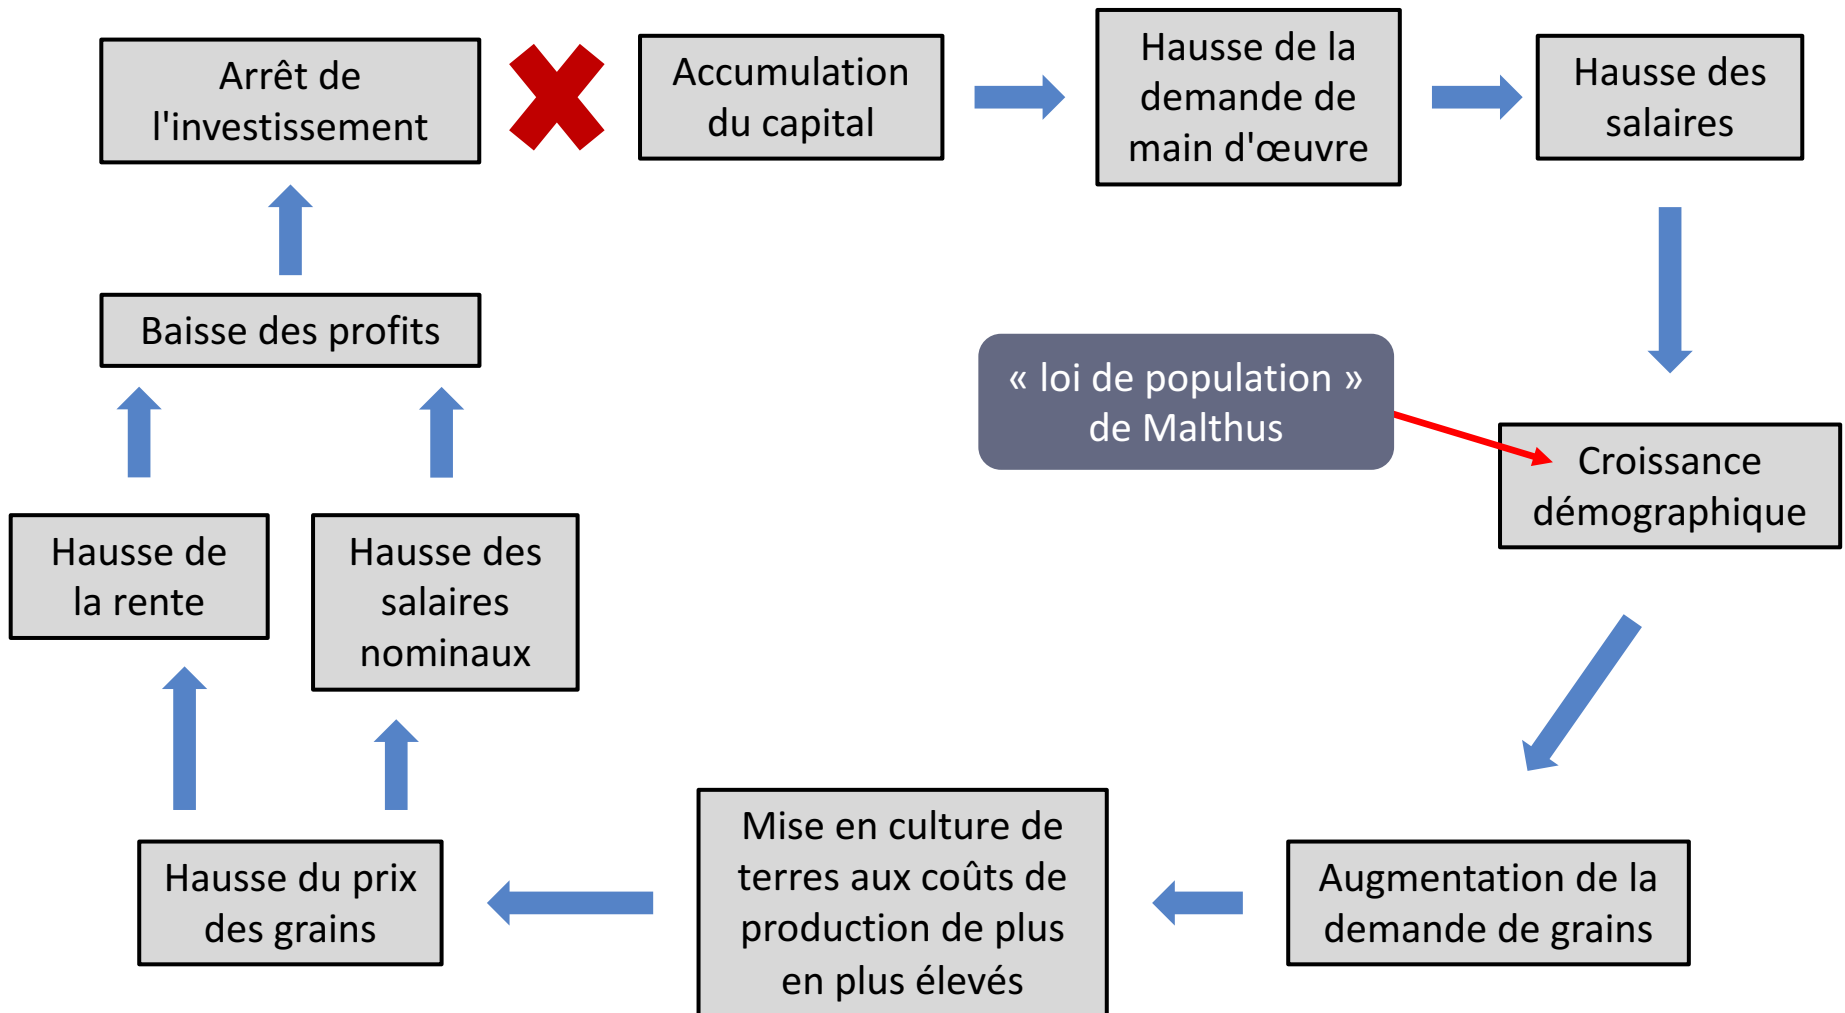 Arrêt de
l'investissement
Accumulation
du capital
Hausse de la
demande de
main d'œuvre
Hausse des
salaires
Baisse des profits
« loi de population »
de Malthus
Croissance
démographique
Hausse de
la rente
Hausse des
salaires
nominaux
Hausse du prix
des grains
Mise en culture de
terres aux coûts de
production de plus
en plus élevés
Augmentation de la
demande de grains